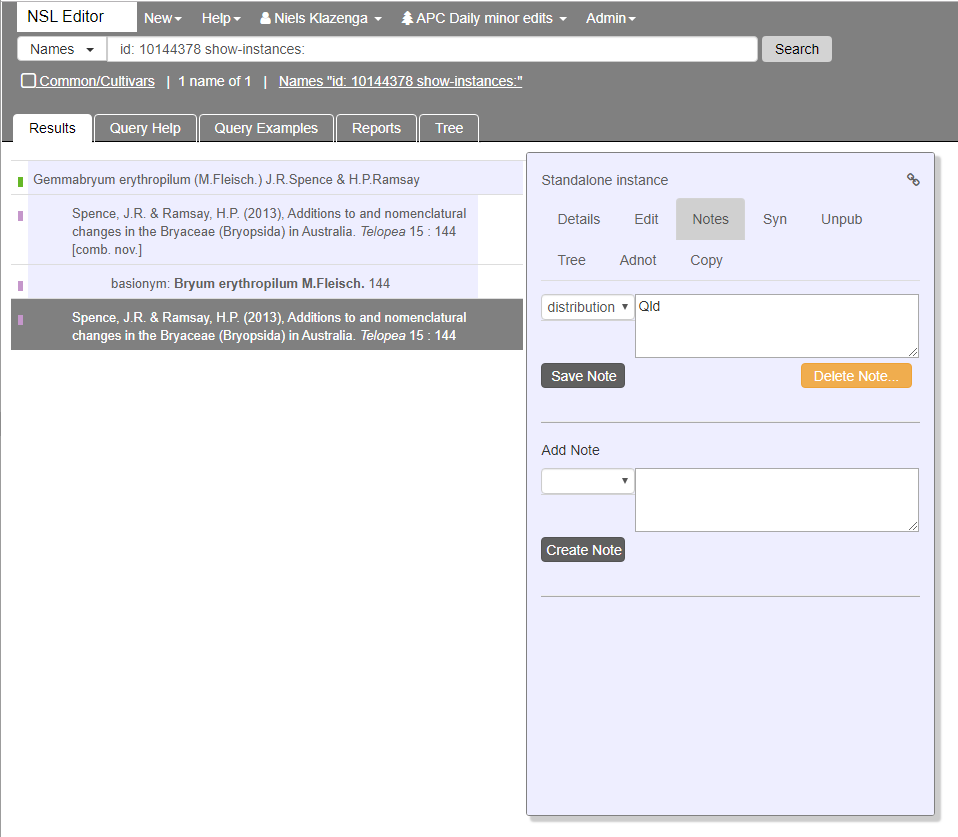 NSL Editor New Help Niels Klazenga APC Daily minor edits Admin
Names id: 10144378 show-instances: Search
Common/Cultivars | 1 name of 1 | Names "id: 10144378 show-instances:"
Results Query Help Query Examples Reports Tree
Gemmabryum erythropilum (M.Fleisch.) J.R.Spence & H.P.Ramsay
Spence, J.R. & Ramsay, H.P. (2013), Additions to and nomenclatural
changes in the Bryaceae (Bryopsida) in Australia. Telopea 15 : 144
[comb. nov.]
basionym: Bryum erythropilum M.Fleisch. 144
Spence, J.R. & Ramsay, H.P. (2013), Additions to and nomenclatural
changes in the Bryaceae (Bryopsida) in Australia. Telopea 15 : 144
Standalone instance
Details Edit Notes Syn Unpub
Tree Adnot Copy
distribution Qld
Save Note Delete Note...
Add Note
Create Note